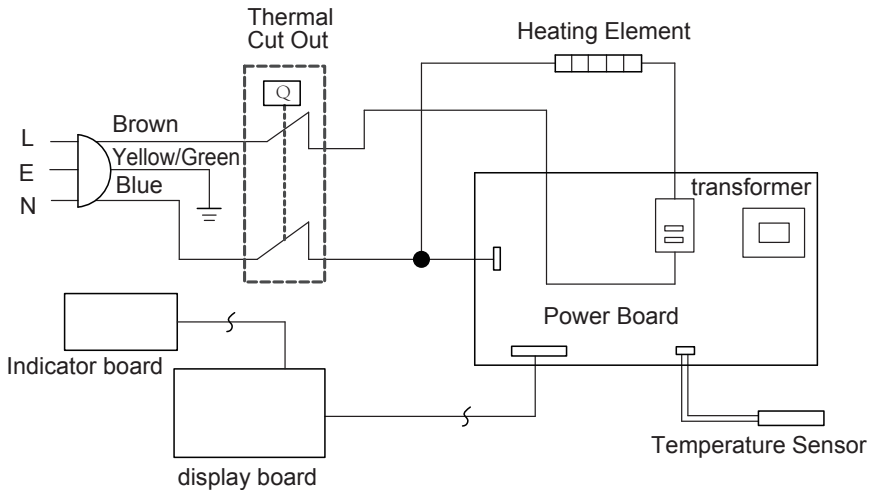 Thermal
Cut Out
Heating Element
Q
L
Brown
E
Yellow/Green
N
Blue
transformer
Power Board
Indicator board
display board
Temperature Sensor